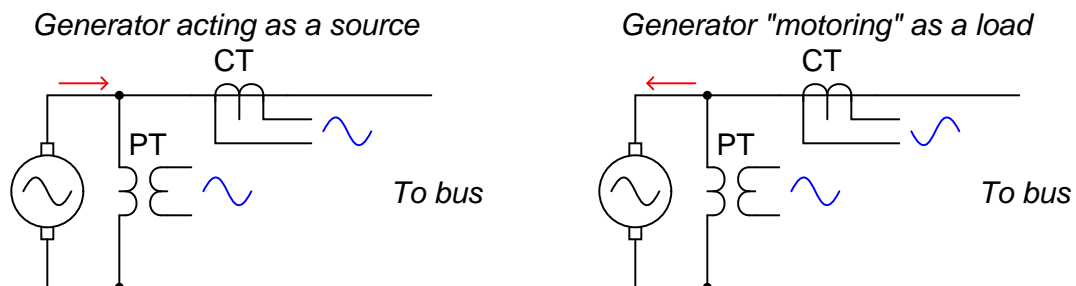 Generator acting as a source
CT
PT
To bus
Generator "motoring" as a load
CT
PT
To bus